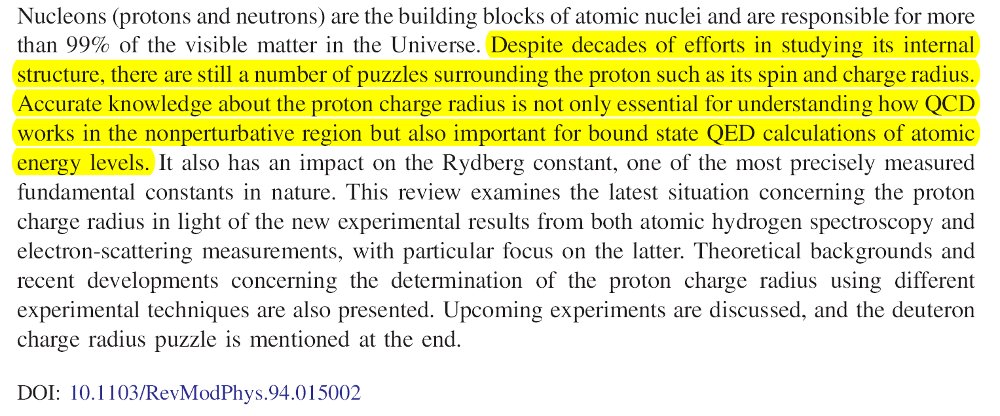 Nucleons (protons and neutrons) are the building blocks of atomic nuclei and are responsible for more
than 99% of the visible matter in the Universe. Despite decades of efforts in studying its internal
structure, there are still a number of puzzles surrounding the proton such as its spin and charge radius.
Accurate knowledge about the proton charge radius is not only essential for understanding how QCD
works in the nonperturbative region but also important for bound state QED calculations of atomic
energy levels. It also has an impact on the Rydberg constant, one of the most precisely measured
fundamental constants in nature. This review examines the latest situation concerning the proton
charge radius in light of the new experimental results from both atomic hydrogen spectroscopy and
electron-scattering measurements, with particular focus on the latter. Theoretical backgrounds and
recent developments concerning the determination of the proton charge radius using different
experimental techniques are also presented. Upcoming experiments are discussed, and the deuteron
charge radius puzzle is mentioned at the end.
DOI: 10.1103/RevModPhys.94.015002